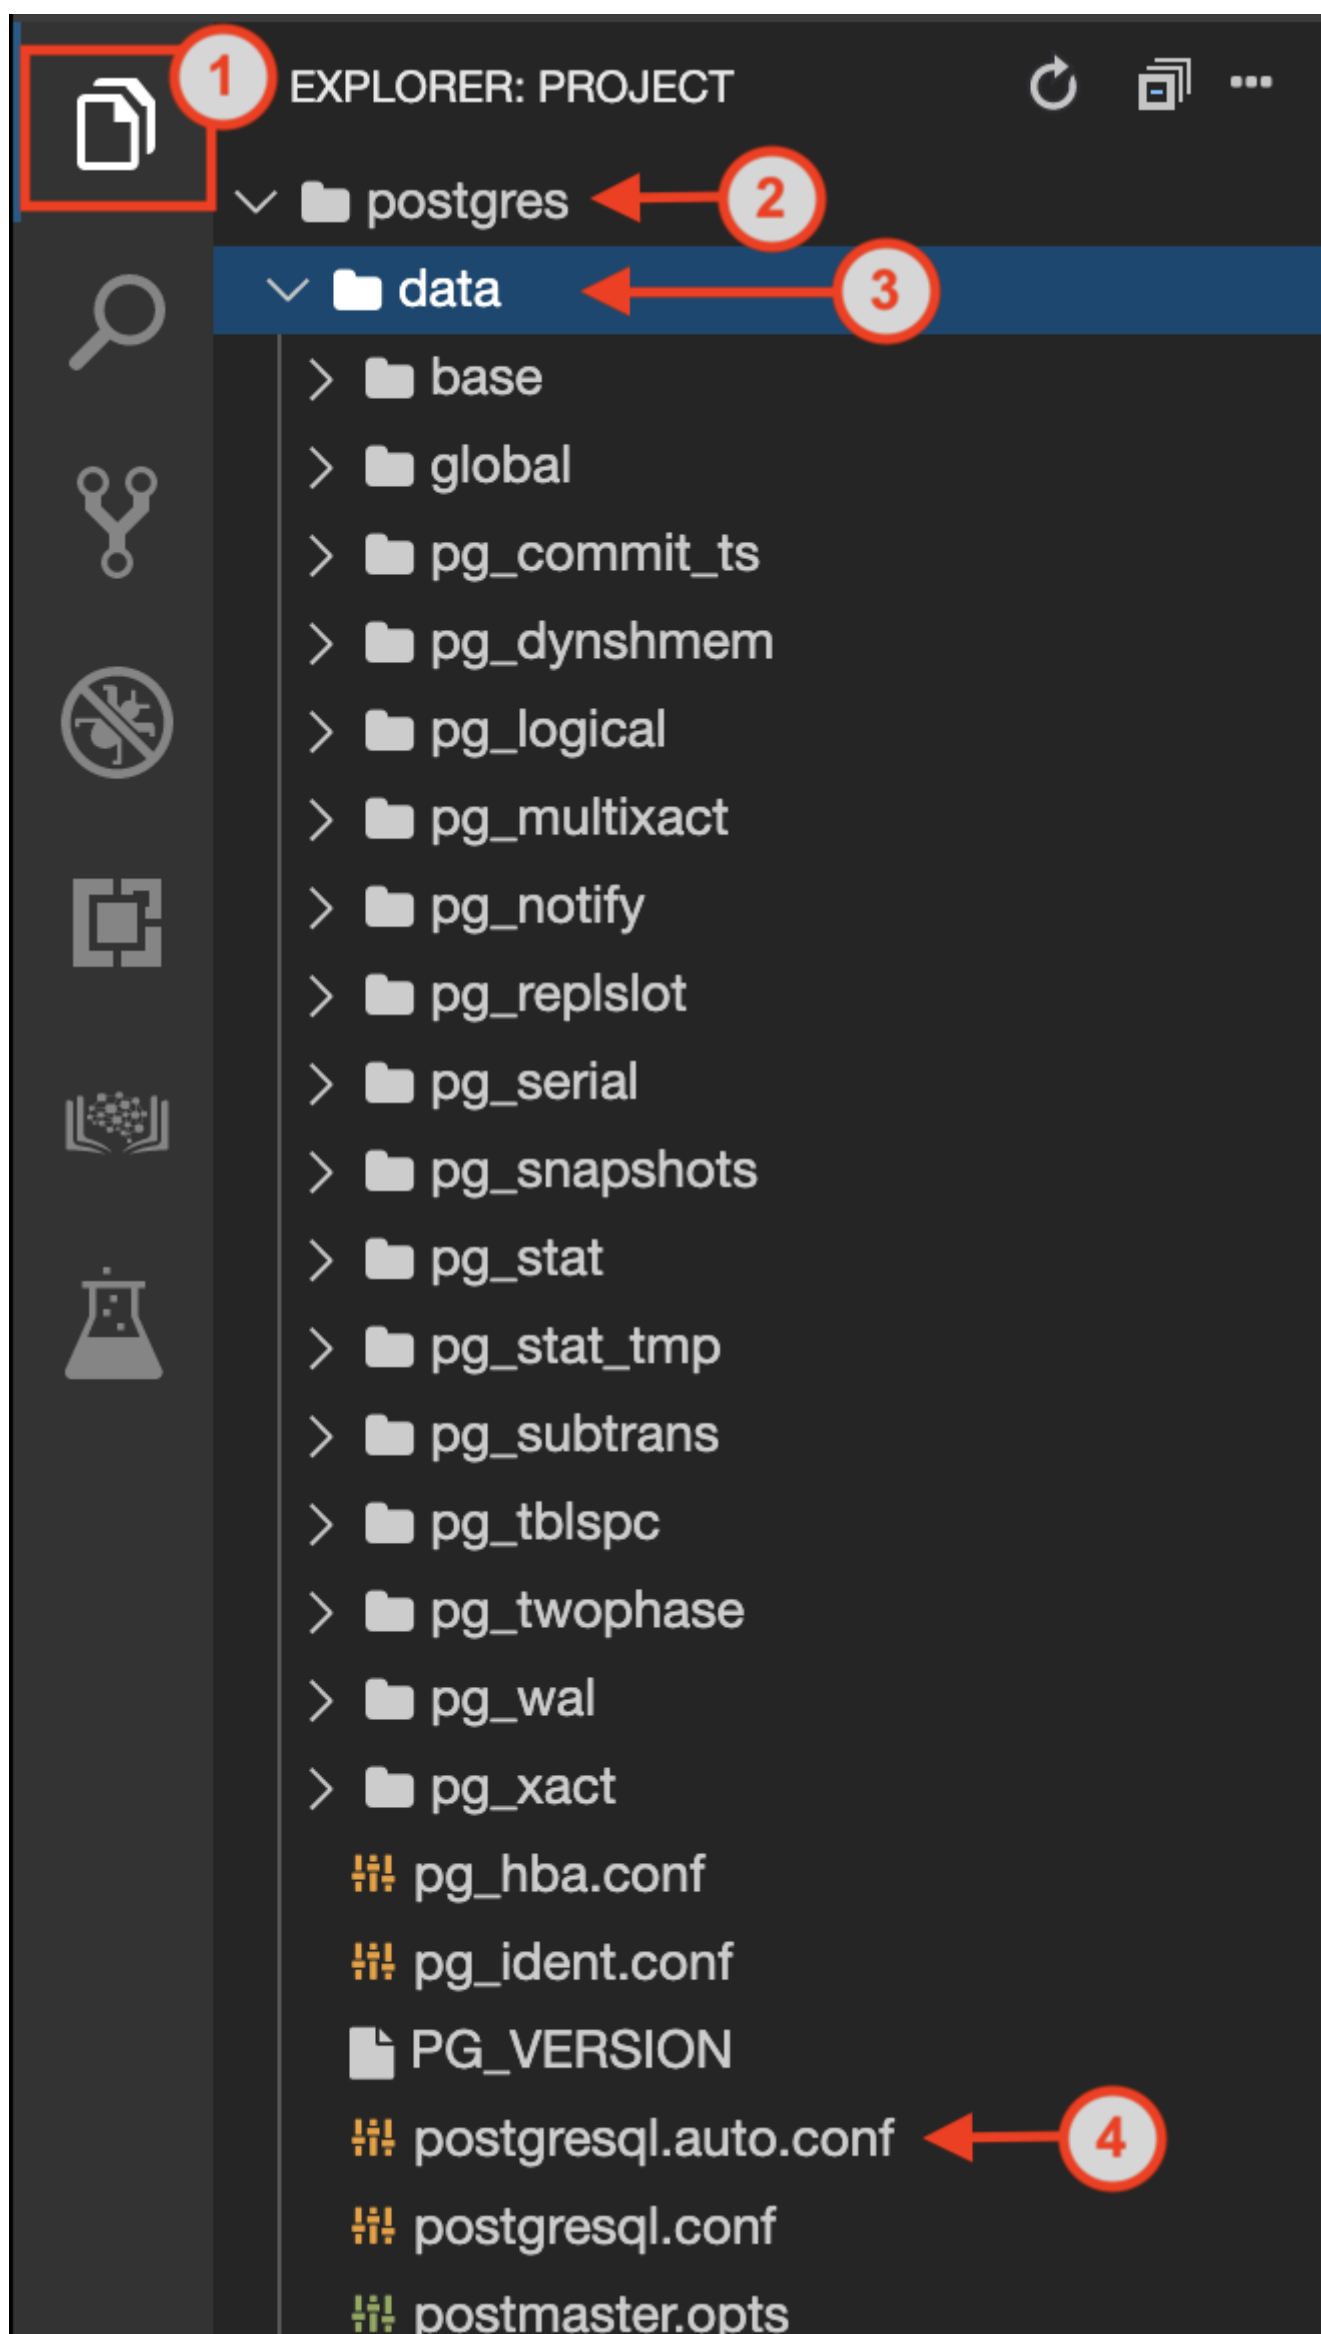 1 EXPLORER: PROJECT
postgres 2
data 3
base
global
pg_commit_ts
pg_dynshmem
pg_logical
pg_multixact
pg_notify
pg_replslot
pg_serial
pg_snapshots
pg_stat
pg_stat_tmp
pg_subtrans
pg_tblspc
pg_twophase
pg_wal
pg_xact
pg_hba.conf
pg_ident.conf
PG_VERSION
postgresql.auto.conf 4
postgresql.conf
postmaster.opts